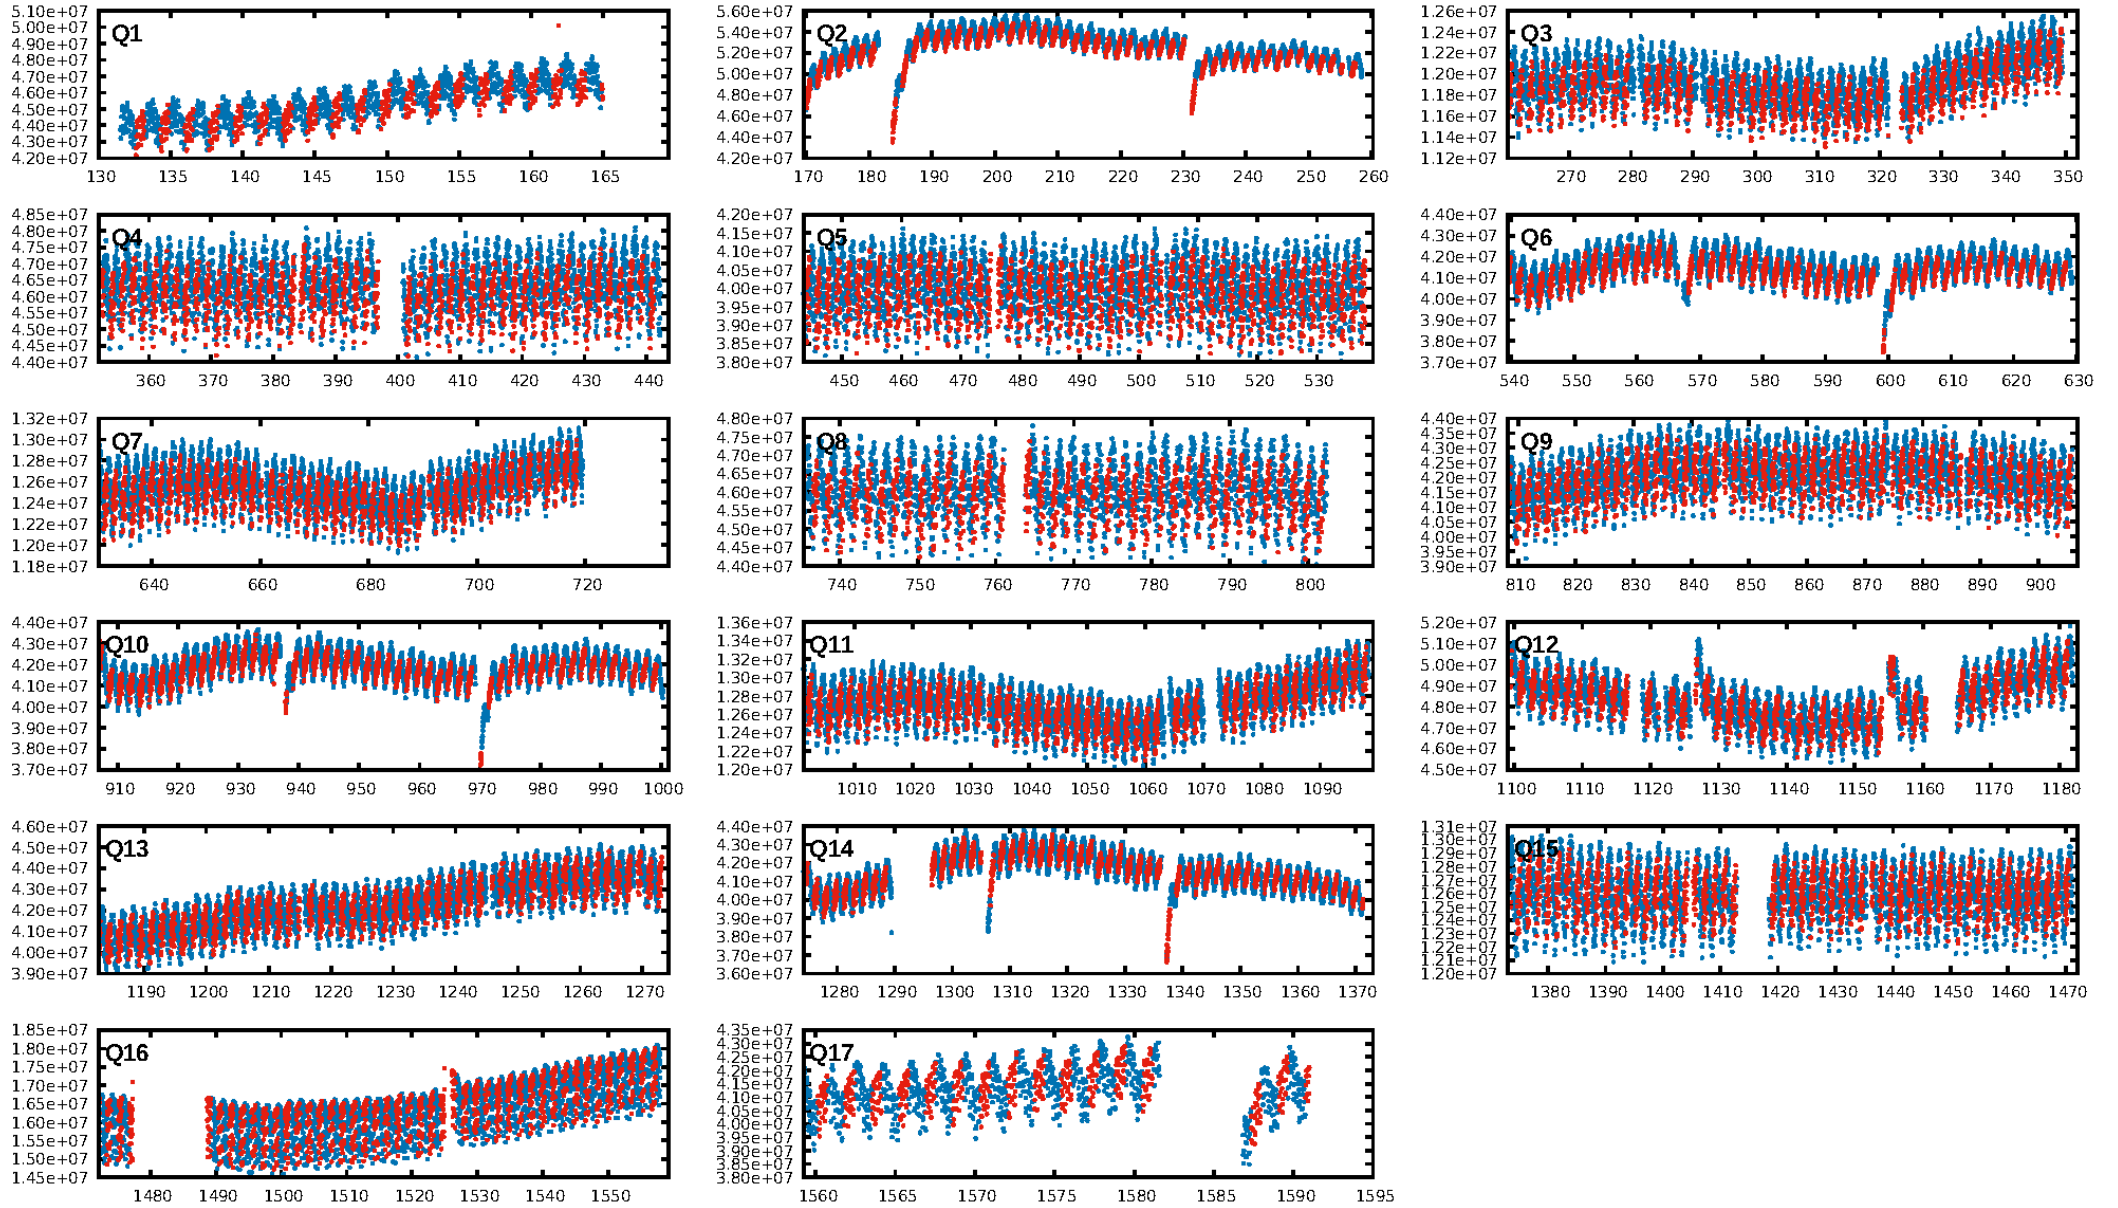 Q1
5.10e+07
5.00e+07
4.90e+07
4.80e+07
4.70e+07
4.60e+07
4.50e+07
4.40e+07
4.30e+07
4.20e+07
130 135 140 145 150 155 160 165
Q2
5.60e+07
5.40e+07
5.20e+07
5.00e+07
4.80e+07
4.60e+07
4.40e+07
4.20e+07
170 180 190 200 210 220 230 240 250 260
Q3
1.26e+07
1.24e+07
1.22e+07
1.20e+07
1.18e+07
1.16e+07
1.14e+07
1.12e+07
270 280 290 300 310 320 330 340 350
Q4
4.85e+07
4.80e+07
4.75e+07
4.70e+07
4.65e+07
4.60e+07
4.55e+07
4.50e+07
4.45e+07
4.40e+07
360 370 380 390 400 410 420 430 440
Q5
4.20e+07
4.15e+07
4.10e+07
4.05e+07
4.00e+07
3.95e+07
3.90e+07
3.85e+07
3.80e+07
450 460 470 480 490 500 510 520 530
Q6
4.40e+07
4.30e+07
4.20e+07
4.10e+07
4.00e+07
3.90e+07
3.80e+07
3.70e+07
540 550 560 570 580 590 600 610 620 630
Q7
1.32e+07
1.30e+07
1.28e+07
1.26e+07
1.24e+07
1.22e+07
1.20e+07
1.18e+07
640 660 680 700 720
Q8
4.80e+07
4.75e+07
4.70e+07
4.65e+07
4.60e+07
4.55e+07
4.50e+07
4.45e+07
4.40e+07
740 750 760 770 780 790 800
Q9
4.40e+07
4.35e+07
4.30e+07
4.25e+07
4.20e+07
4.15e+07
4.10e+07
4.05e+07
4.00e+07
3.95e+07
3.90e+07
810 820 830 840 850 860 870 880 890 900
Q10
4.40e+07
4.30e+07
4.20e+07
4.10e+07
4.00e+07
3.90e+07
3.80e+07
3.70e+07
910 920 930 940 950 960 970 980 990 1000
Q11
1.36e+07
1.34e+07
1.32e+07
1.30e+07
1.28e+07
1.26e+07
1.24e+07
1.22e+07
1.20e+07
1010 1020 1030 1040 1050 1060 1070 1080 1090
Q12
5.20e+07
5.10e+07
5.00e+07
4.90e+07
4.80e+07
4.70e+07
4.60e+07
4.50e+07
1100 1110 1120 1130 1140 1150 1160 1170 1180
Q13
4.60e+07
4.50e+07
4.40e+07
4.30e+07
4.20e+07
4.10e+07
4.00e+07
3.90e+07
1190 1200 1210 1220 1230 1240 1250 1260 1270
Q14
4.40e+07
4.30e+07
4.20e+07
4.10e+07
4.00e+07
3.90e+07
3.80e+07
3.70e+07
3.60e+07
1280 1290 1300 1310 1320 1330 1340 1350 1360 1370
Q15
1.31e+07
1.30e+07
1.29e+07
1.28e+07
1.27e+07
1.26e+07
1.25e+07
1.24e+07
1.23e+07
1.22e+07
1.21e+07
1.20e+07
1380 1390 1400 1410 1420 1430 1440 1450 1460 1470
Q16
1.85e+07
1.80e+07
1.75e+07
1.70e+07
1.65e+07
1.60e+07
1.55e+07
1.50e+07
1.45e+07
1480 1490 1500 1510 1520 1530 1540 1550
Q17
4.35e+07
4.30e+07
4.25e+07
4.20e+07
4.15e+07
4.10e+07
4.05e+07
4.00e+07
3.95e+07
3.90e+07
3.85e+07
3.80e+07
1560 1565 1570 1575 1580 1585 1590 1595